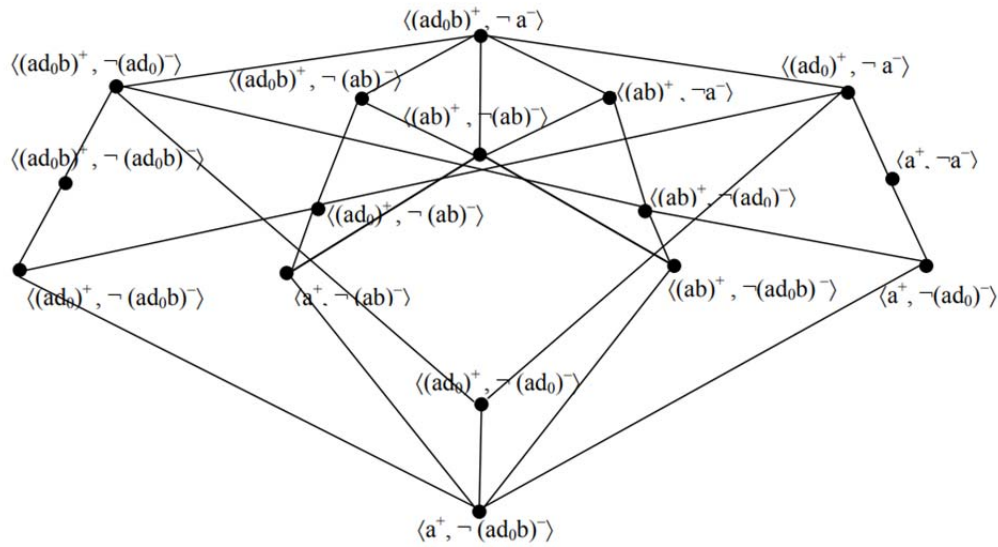 ⟨(ad₀b)⁺, ¬ a⁻⟩
⟨(ad₀b)⁺, ¬(ad₀)⁻⟩
⟨(ad₀b)⁺, ¬ (ab)⁻⟩
⟨(ab)⁺ , ¬a⁻⟩
⟨(ad₀)⁺, ¬ a⁻⟩
⟨(ab)⁺ , ¬(ab)⁻⟩
⟨(ad₀b)⁺, ¬ (ad₀b)⁻⟩
⟨a⁺. ¬a⁻⟩
⟨(ad₀)⁺, ¬ (ab)⁻⟩
⟨(ab)⁺, ¬(ad₀)⁻⟩
⟨(ad₀)⁺, ¬ (ad₀b)⁻⟩
⟨a⁺. ¬ (ab)⁻⟩
⟨(ab)⁺, ¬(ad₀b) ⁻⟩
⟨a⁺, ¬(ad₀)⁻⟩
⟨(ad₀)⁺, ¬ (ad₀)⁻⟩
⟨a⁺, ¬ (ad₀b)⁻⟩